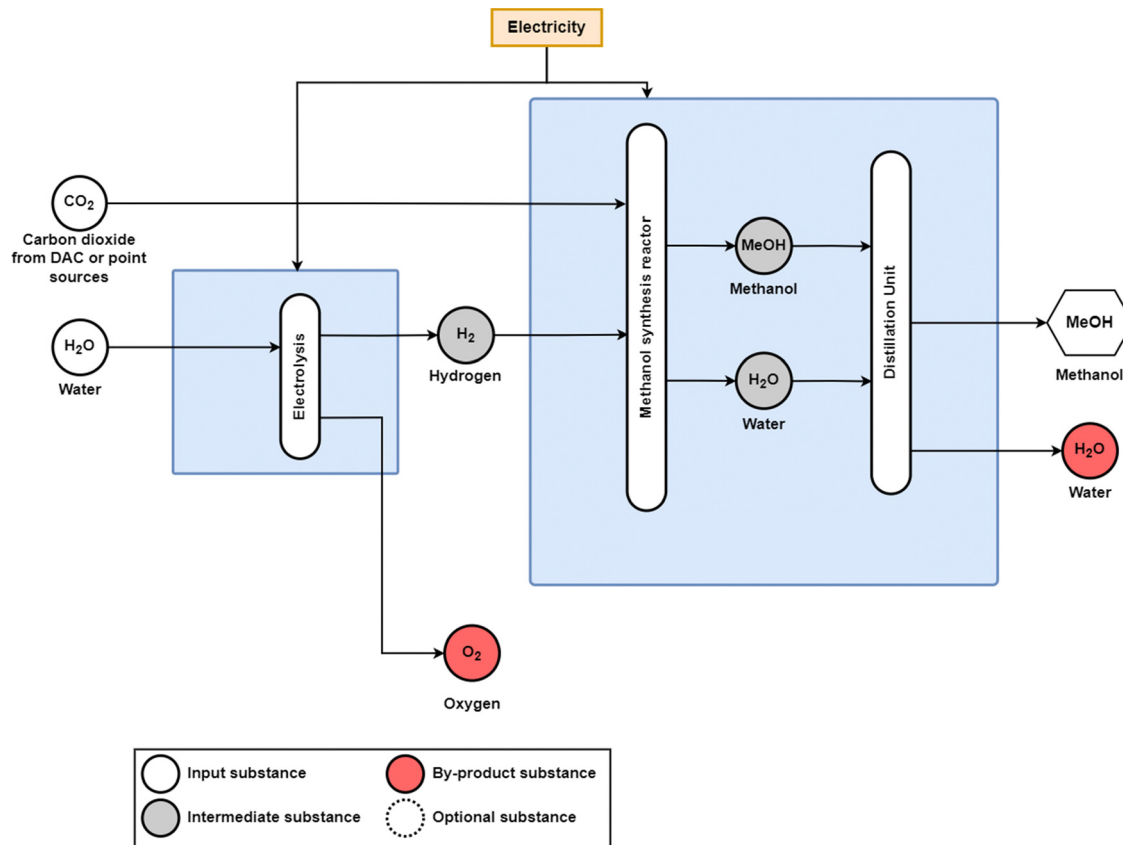 Electricity
CO₂
Carbon dioxide
from DAC or point
sources
H₂O
Water
Electrolysis
H₂
Hydrogen
O₂
Oxygen
Methanol synthesis reactor
MeOH
Methanol
H₂O
Water
Distillation Unit
MeOH
Methanol
H₂O
Water
Input substance
By-product substance
Intermediate substance
Optional substance